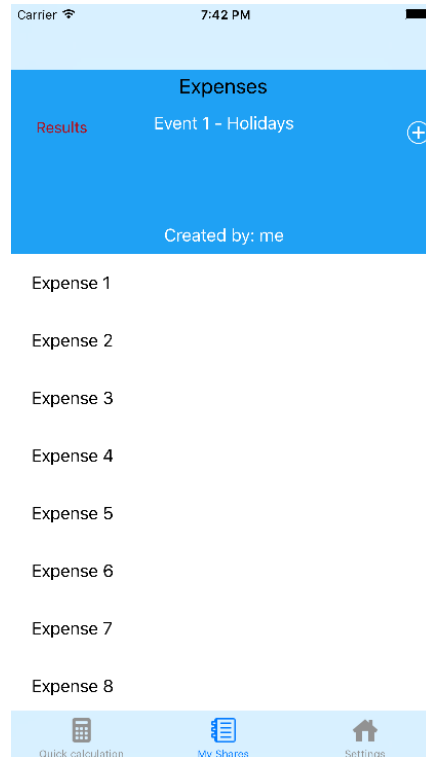 Carrier 7:42 PM
Expenses
Results Event 1 - Holidays
Created by: me
Expense 1
Expense 2
Expense 3
Expense 4
Expense 5
Expense 6
Expense 7
Expense 8
Quick calculation My Shares Settings